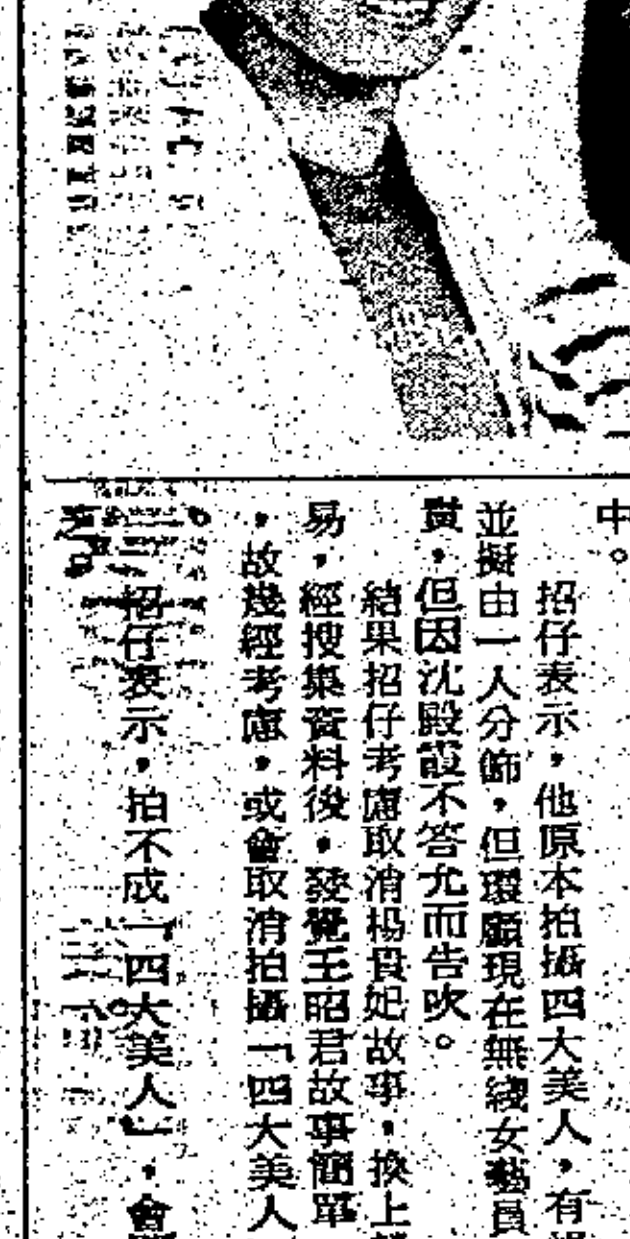 中。
招仔表示，他原本拍攝四大美人，有
並擬由一人分飾，但環顧現在無綫女藝員
貴，但因沈殿霞不答允而告吹。
結果招仔考慮取消楊貴妃故事，換上
易，經搜集資料後，發覺王昭君故事簡單
，故幾經考慮，或會取消拍攝「四大美人
招仔表示，拍不成「四大美人」，會